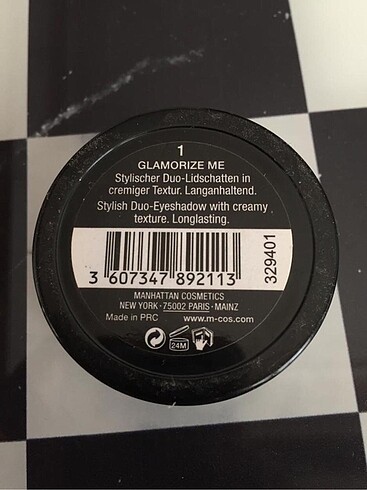 1
GLAMORIZE ME
Stylischer Duo-Lidschatten in
cremiger Textur. Langanhaltend.
Stylish Duo-Eyeshadow with creamy
texture. Longlasting.
3 607347 892113
329401
MANHATTAN COSMETICS
NEW YORK · 75002 PARIS · MAINZ
Made in PRC www.m-cos.com
24M